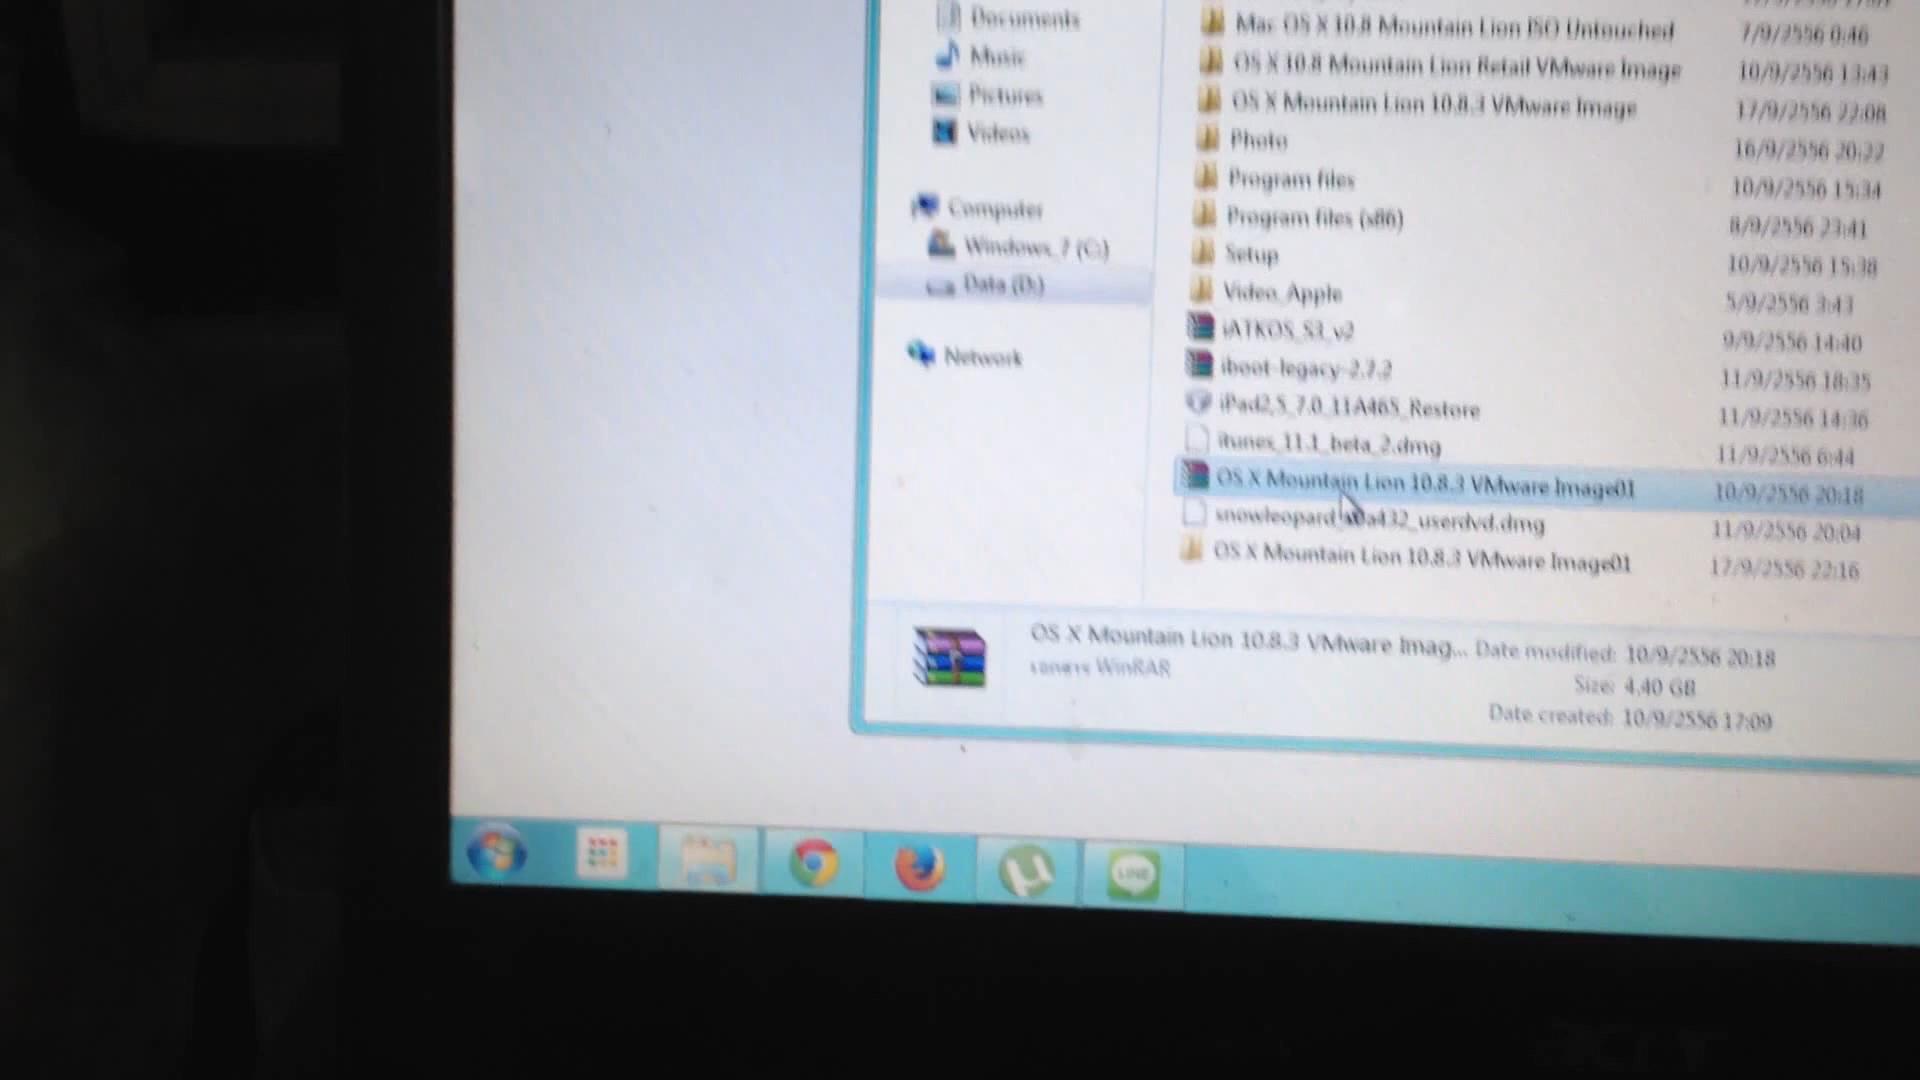 Documents
Music
Pictures
Videos
Computer
Windows_7 (C:)
Data (D:)
Network
Mac OS X 10.8 Mountain Lion ISO Untouched 7/9/2556 0:46
OS X 10.8 Mountain Lion Retail VMware Image 10/9/2556 13:43
OS X Mountain Lion 10.8.3 VMware Image 17/9/2556 22:08
Photo 16/9/2556 20:22
Program files 10/9/2556 15:34
Program files (x86) 8/9/2556 23:41
Setup 10/9/2556 15:38
Video_Apple 5/9/2556 3:43
iATKOS_S3_v2 9/9/2556 14:40
iboot-legacy-2.7.2 11/9/2556 18:35
iPad2,5_7.0_11A465_Restore 11/9/2556 14:36
itunes_11.1_beta_2.dmg 11/9/2556 6:44
OS X Mountain Lion 10.8.3 VMware Image01 10/9/2556 20:18
snowleopard_10a432_userdvd.dmg 11/9/2556 20:04
OS X Mountain Lion 10.8.3 VMware Image01 17/9/2556 22:16
OS X Mountain Lion 10.8.3 VMware Imag... Date modified: 10/9/2556 20:18
WinRAR
Size: 4.40 GB
Date created: 10/9/2556 17:09
LINE
acer